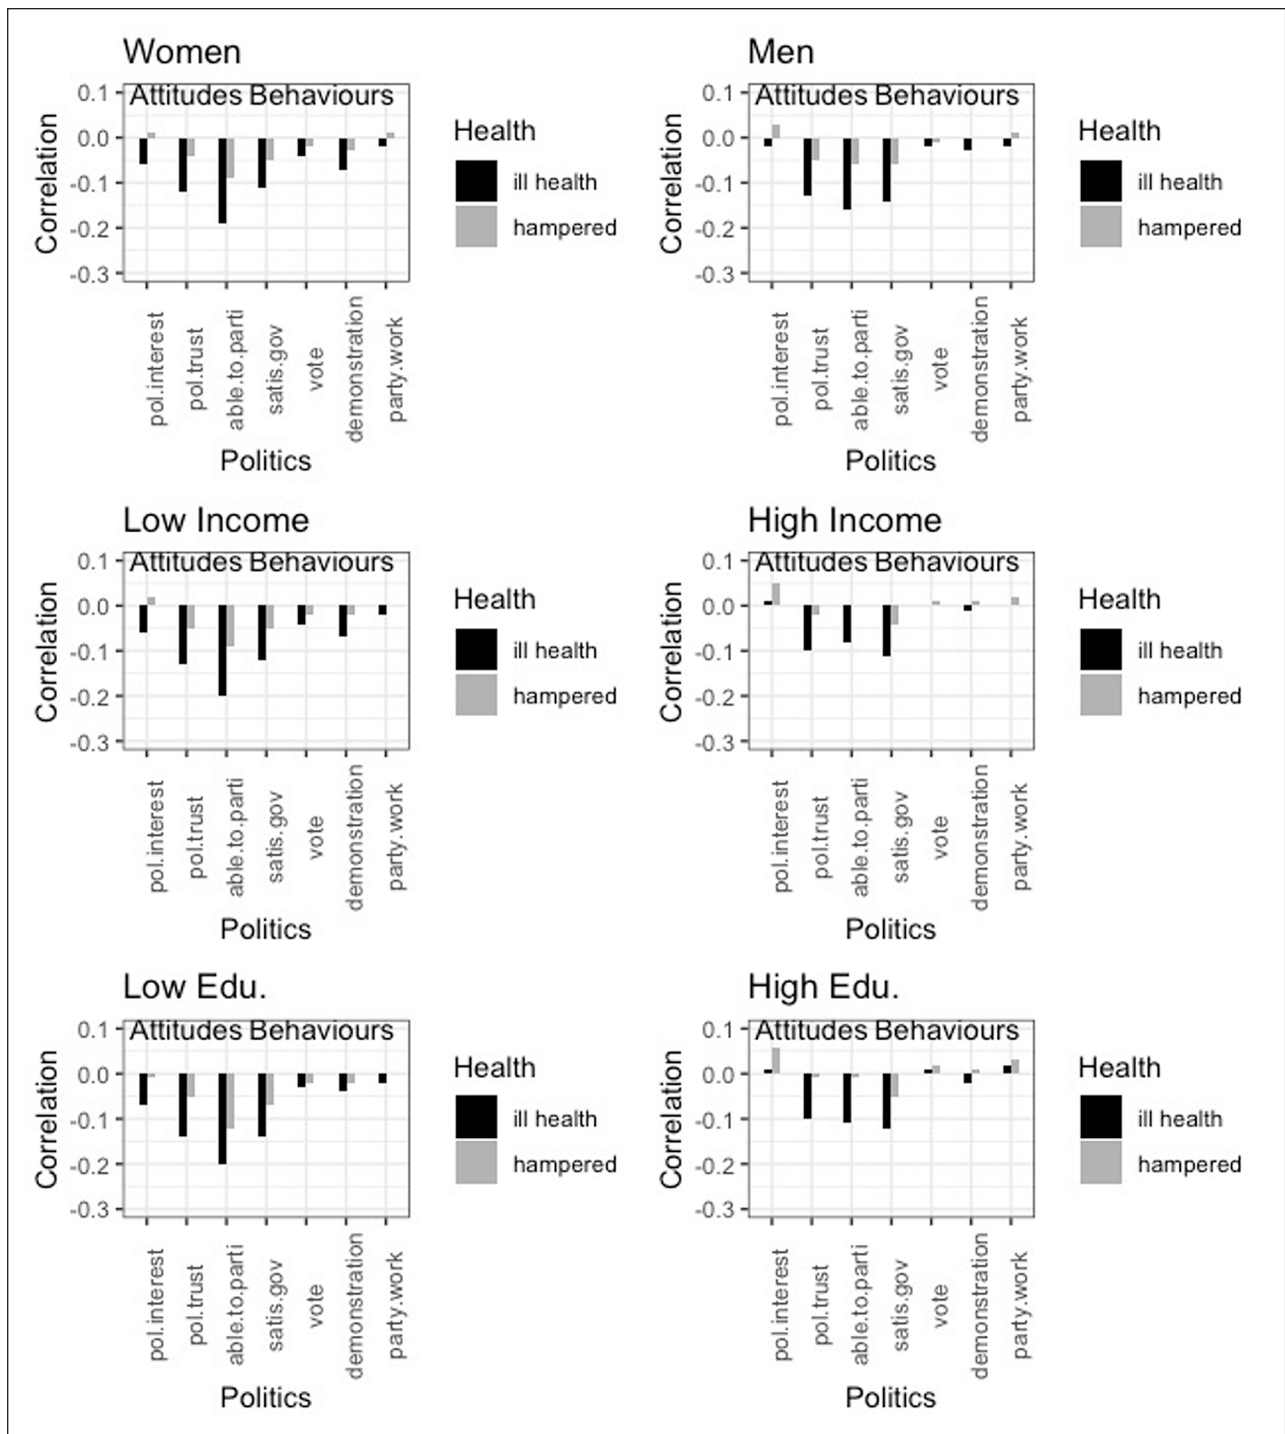 Women
Attitudes Behaviours
0.1
0.0
-0.1
-0.2
-0.3
Correlation
pol.interest
pol.trust
able.to.parti
satis.gov
vote
demonstration
party.work
Politics
Health
ill health
hampered
Men
Attitudes Behaviours
0.1
0.0
-0.1
-0.2
-0.3
Correlation
pol.interest
pol.trust
able.to.parti
satis.gov
vote
demonstration
party.work
Politics
Health
ill health
hampered
Low Income
Attitudes Behaviours
0.1
0.0
-0.1
-0.2
-0.3
Correlation
pol.interest
pol.trust
able.to.parti
satis.gov
vote
demonstration
party.work
Politics
Health
ill health
hampered
High Income
Attitudes Behaviours
0.1
0.0
-0.1
-0.2
-0.3
Correlation
pol.interest
pol.trust
able.to.parti
satis.gov
vote
demonstration
party.work
Politics
Health
ill health
hampered
Low Edu.
Attitudes Behaviours
0.1
0.0
-0.1
-0.2
-0.3
Correlation
pol.interest
pol.trust
able.to.parti
satis.gov
vote
demonstration
party.work
Politics
Health
ill health
hampered
High Edu.
Attitudes Behaviours
0.1
0.0
-0.1
-0.2
-0.3
Correlation
pol.interest
pol.trust
able.to.parti
satis.gov
vote
demonstration
party.work
Politics
Health
ill health
hampered